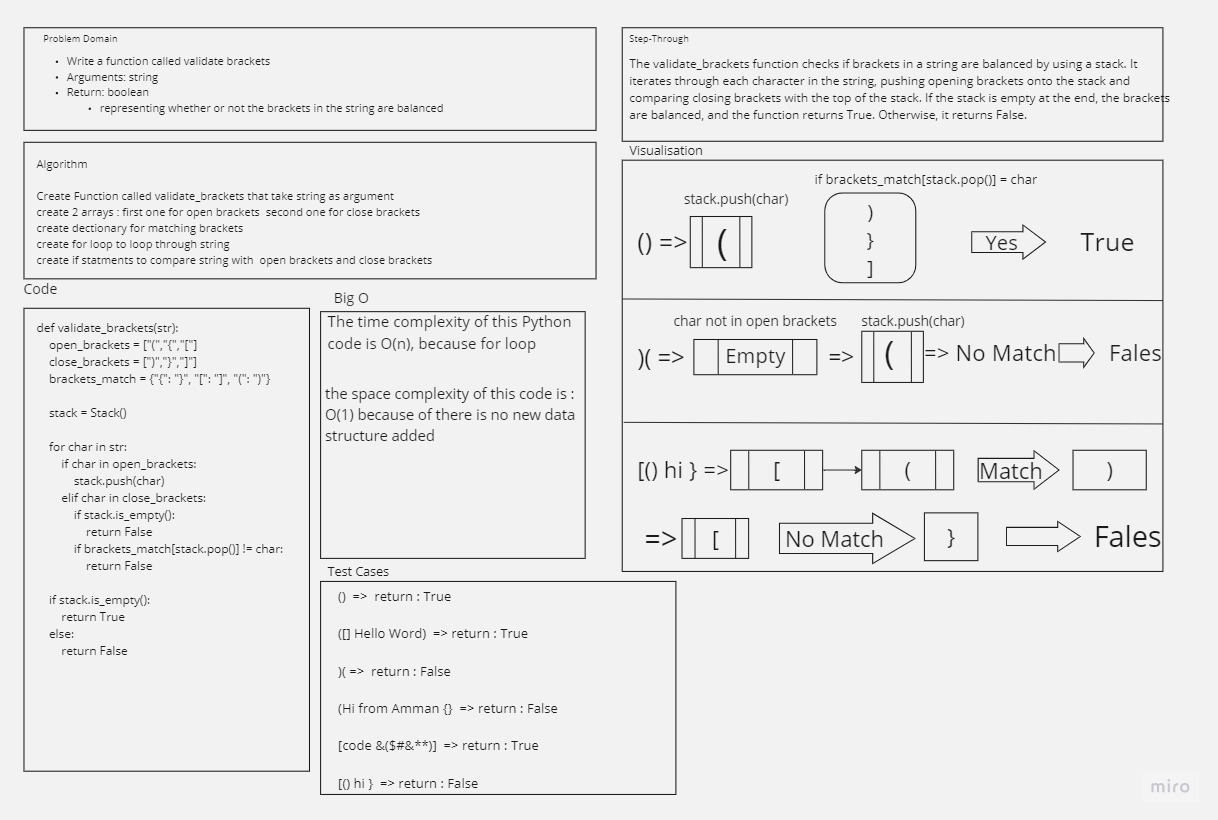 Problem Domain
• Write a function called validate brackets
• Arguments: string
• Return: boolean
• representing whether or not the brackets in the string are balanced
Algorithm
Create Function called validate_brackets that take string as argument
create 2 arrays : first one for open brackets  second one for close brackets
create dectionary for matching brackets
create for loop to loop through string
create if statments to compare string with  open brackets and close brackets
Code
def validate_brackets(str):
    open_brackets = ["(","{","["]
    close_brackets = [")","}","]"]
    brackets_match = {"{": "}", "[": "]", "(": ")"}
    stack = Stack()
    for char in str:
        if char in open_brackets:
            stack.push(char)
        elif char in close_brackets:
            if stack.is_empty():
                return False
            if brackets_match[stack.pop()] != char:
                return False
    if stack.is_empty():
        return True
    else:
        return False
Big O
The time complexity of this Python
code is O(n), because for loop
the space complexity of this code is :
O(1) because of there is no new data
structure added
Test Cases
()  =>  return : True
([] Hello Word)  => return : True
)( =>  return : False
(Hi from Amman {}  => return : False
[code &($#&**)]  => return : True
[() hi }  => return : False
Step-Through
The validate_brackets function checks if brackets in a string are balanced by using a stack. It
iterates through each character in the string, pushing opening brackets onto the stack and
comparing closing brackets with the top of the stack. If the stack is empty at the end, the brackets
are balanced, and the function returns True. Otherwise, it returns False.
Visualisation
if brackets_match[stack.pop()] = char
stack.push(char)
)
() => ( } Yes True
]
char not in open brackets stack.push(char)
)( => Empty => ( => No Match Fales
[() hi } => [ ( Match )
=> [ No Match } Fales
miro